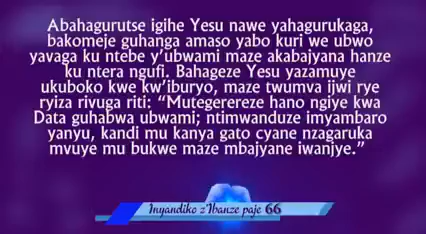 Abahagurutse igihe Yesu nawe yahagurukaga,
bakomeje guhanga amaso yabo kuri we ubwo
yavaga ku ntebe y'ubwami maze akabajyana hanze
ku ntera ngufi. Bahageze Yesu yazamuye
ukuboko kwe kw'iburyo, maze twumva ijwi rye
ryiza rivuga riti: “Mutegerereze hano ngiye kwa
Data guhabwa ubwami; ntimwanduze imyambaro
yanyu, kandi mu kanya gato cyane nzagaruka
mvuye mu bukwe maze mbajyane iwanjye.”
Inyandiko z'Ibanze paje 66